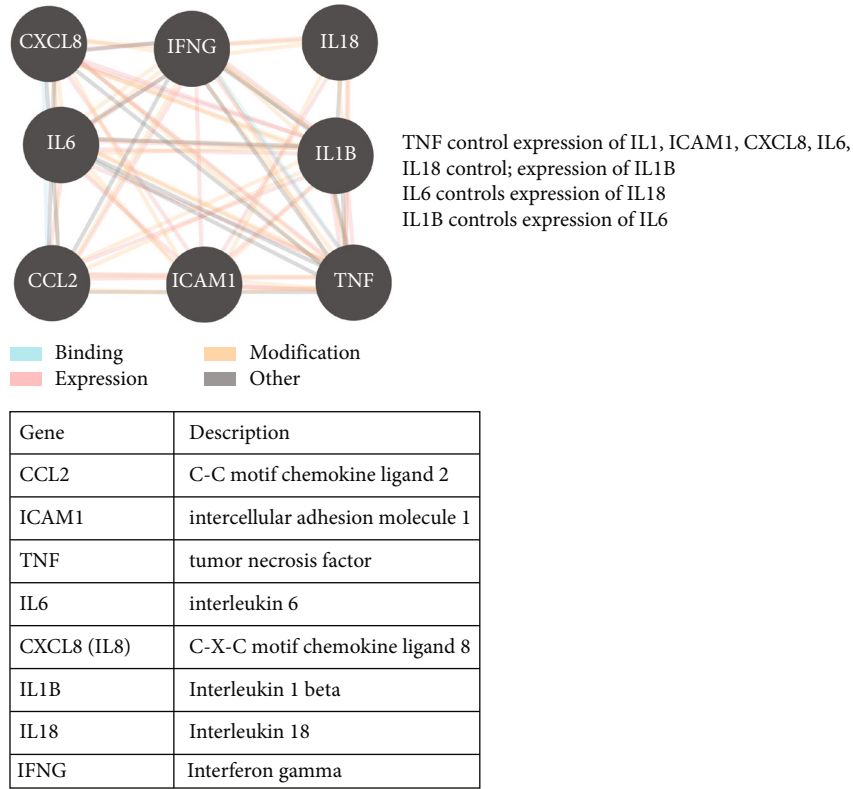 CXCL8 IFNG IL18
IL6 IL1B
CCL2 ICAM1 TNF
TNF control expression of IL1, ICAM1, CXCL8, IL6,
IL18 control; expression of IL1B
IL6 controls expression of IL18
IL1B controls expression of IL6
Binding Modification
Expression Other
Gene Description
CCL2 C-C motif chemokine ligand 2
ICAM1 intercellular adhesion molecule 1
TNF tumor necrosis factor
IL6 interleukin 6
CXCL8 (IL8) C-X-C motif chemokine ligand 8
IL1B Interleukin 1 beta
IL18 Interleukin 18
IFNG Interferon gamma